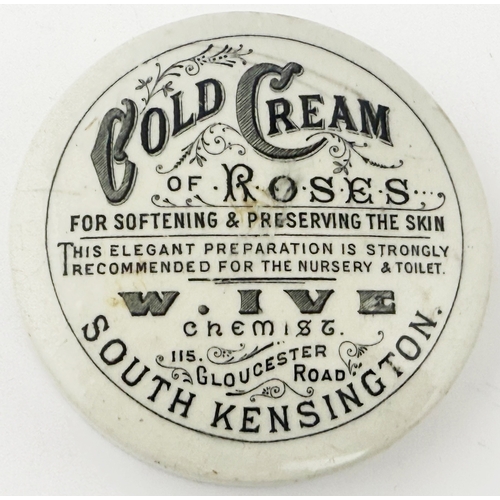 COLD CREAM
OF ROSES
FOR SOFTENING & PRESERVING THE SKIN
THIS ELEGANT PREPARATION IS STRONGLY
RECOMMENDED FOR THE NURSERY & TOILET.
W. IVE
CHEMIST.
115. GLOUCESTER ROAD
SOUTH KENSINGTON.